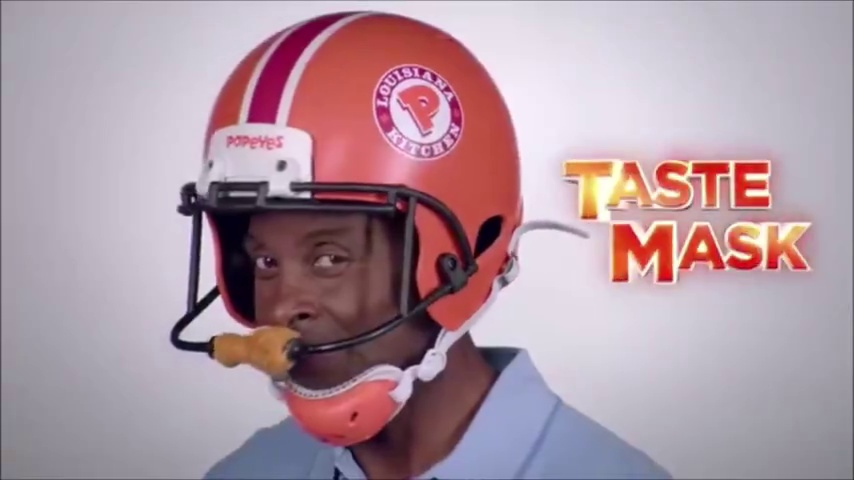 LOUISIANA
P
KITCHEN
POPEYES
TASTE
MASK